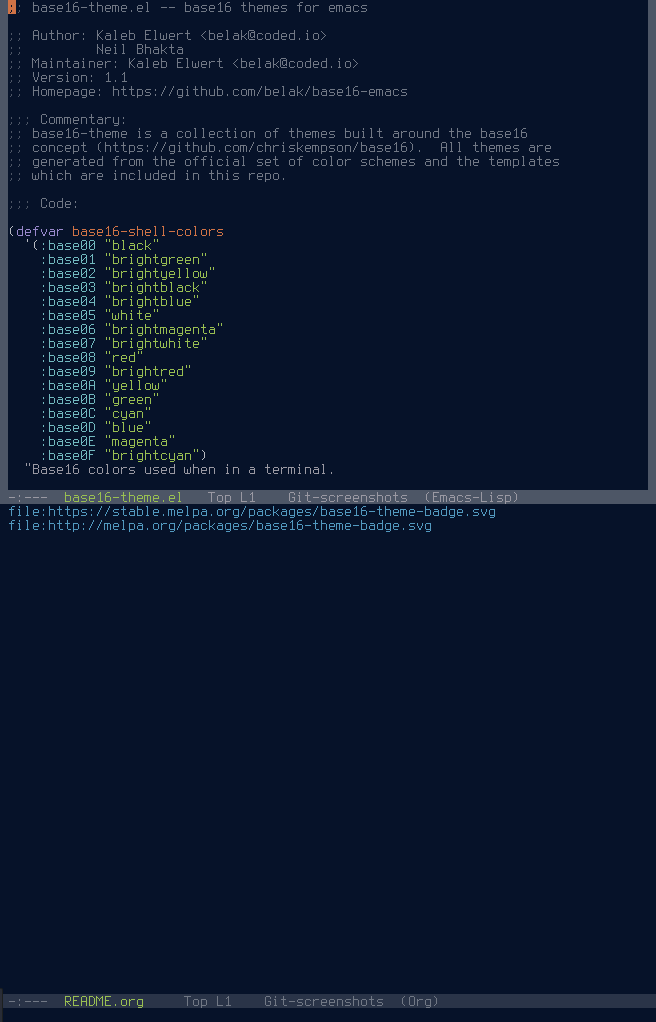 ;; base16-theme.el -- base16 themes for emacs
;; Author: Kaleb Elwert <belak@coded.io>
;;         Neil Bhakta
;; Maintainer: Kaleb Elwert <belak@coded.io>
;; Version: 1.1
;; Homepage: https://github.com/belak/base16-emacs
;;; Commentary:
;; base16-theme is a collection of themes built around the base16
;; concept (https://github.com/chriskempson/base16).  All themes are
;; generated from the official set of color schemes and the templates
;; which are included in this repo.
;;; Code:
(defvar base16-shell-colors
  '(:base00 "black"
    :base01 "brightgreen"
    :base02 "brightyellow"
    :base03 "brightblack"
    :base04 "brightblue"
    :base05 "white"
    :base06 "brightmagenta"
    :base07 "brightwhite"
    :base08 "red"
    :base09 "brightred"
    :base0A "yellow"
    :base0B "green"
    :base0C "cyan"
    :base0D "blue"
    :base0E "magenta"
    :base0F "brightcyan")
  "Base16 colors used when in a terminal.
-:---  base16-theme.el   Top L1    Git-screenshots  (Emacs-Lisp)
file:https://stable.melpa.org/packages/base16-theme-badge.svg
file:http://melpa.org/packages/base16-theme-badge.svg
-:---  README.org     Top L1    Git-screenshots  (Org)